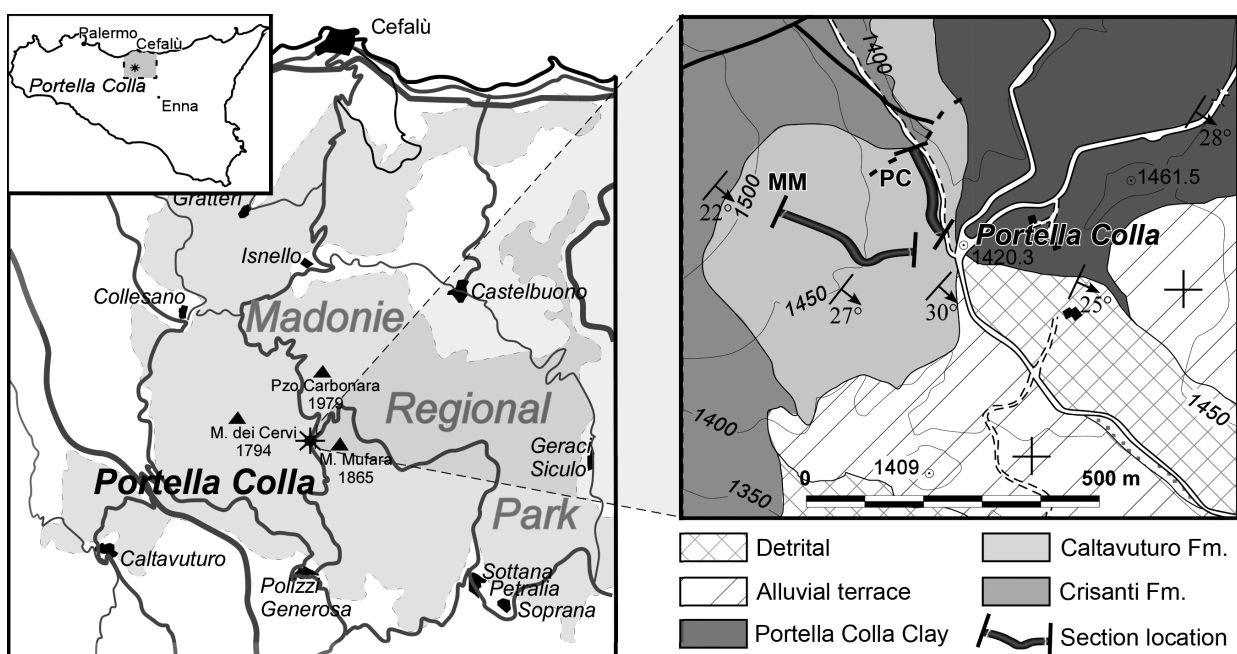 Palermo
Cefalù
Portella Colla
Enna
Cefalù
Gratteri
Isnello
Collesano
Castelbuono
Madonie
Pzo Carbonara
1979
Regional
M. dei Cervi
1794
M. Mufara
1865
Geraci
Siculo
Portella Colla
Park
Caltavuturo
Polizzi
Generosa
Sottana
Petralia
Soprana
1400
28°
1461.5
PC
MM
1500
22°
Portella Colla
1420.3
1450
27°
30°
25°
1450
1400
1409
1350
0
500 m
Detrital
Caltavuturo Fm.
Alluvial terrace
Crisanti Fm.
Portella Colla Clay
Section location